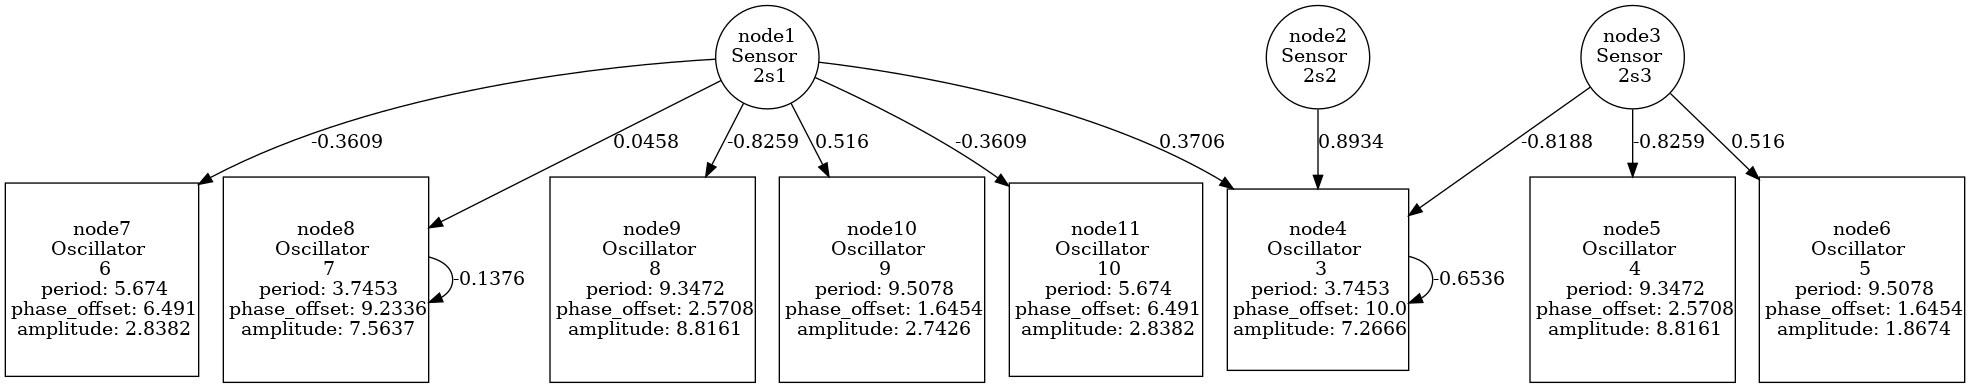 node1
Sensor
2s1
node2
Sensor
2s2
node3
Sensor
2s3
-0.3609
0.0458
-0.8259
0.516
-0.3609
0.3706
0.8934
-0.8188
-0.8259
0.516
node7
Oscillator
6
period: 5.674
phase_offset: 6.491
amplitude: 2.8382
node8
Oscillator
7
period: 3.7453
phase_offset: 9.2336
amplitude: 7.5637
-0.1376
node9
Oscillator
8
period: 9.3472
phase_offset: 2.5708
amplitude: 8.8161
node10
Oscillator
9
period: 9.5078
phase_offset: 1.6454
amplitude: 2.7426
node11
Oscillator
10
period: 5.674
phase_offset: 6.491
amplitude: 2.8382
node4
Oscillator
3
period: 3.7453
phase_offset: 10.0
amplitude: 7.2666
-0.6536
node5
Oscillator
4
period: 9.3472
phase_offset: 2.5708
amplitude: 8.8161
node6
Oscillator
5
period: 9.5078
phase_offset: 1.6454
amplitude: 1.8674